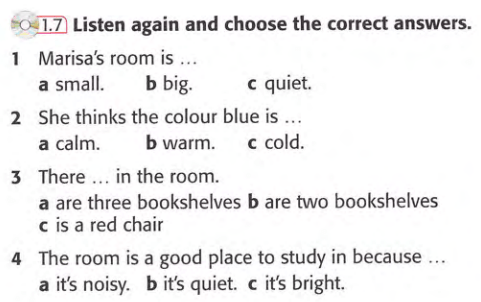 1.7 Listen again and choose the correct answers.
1 Marisa's room is ...
a small. b big. c quiet.
2 She thinks the colour blue is ...
a calm. b warm. c cold.
3 There ... in the room.
a are three bookshelves b are two bookshelves
c is a red chair
4 The room is a good place to study in because ...
a it's noisy. b it's quiet. c it's bright.